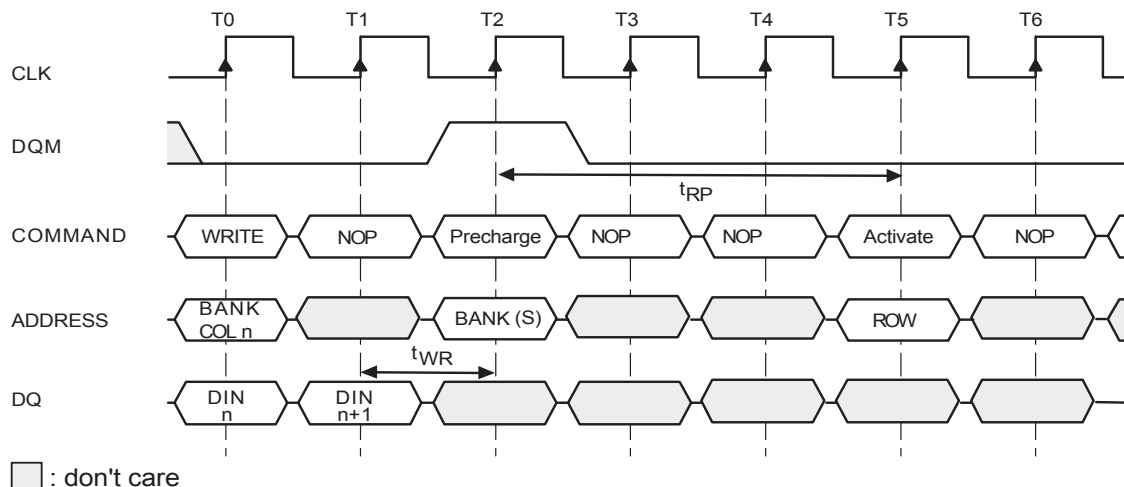 T0 T1 T2 T3 T4 T5 T6
CLK
DQM
tRP
COMMAND WRITE NOP Precharge NOP NOP Activate NOP
ADDRESS BANK COL n BANK (S) ROW
tWR
DQ DIN n DIN n+1
: don't care